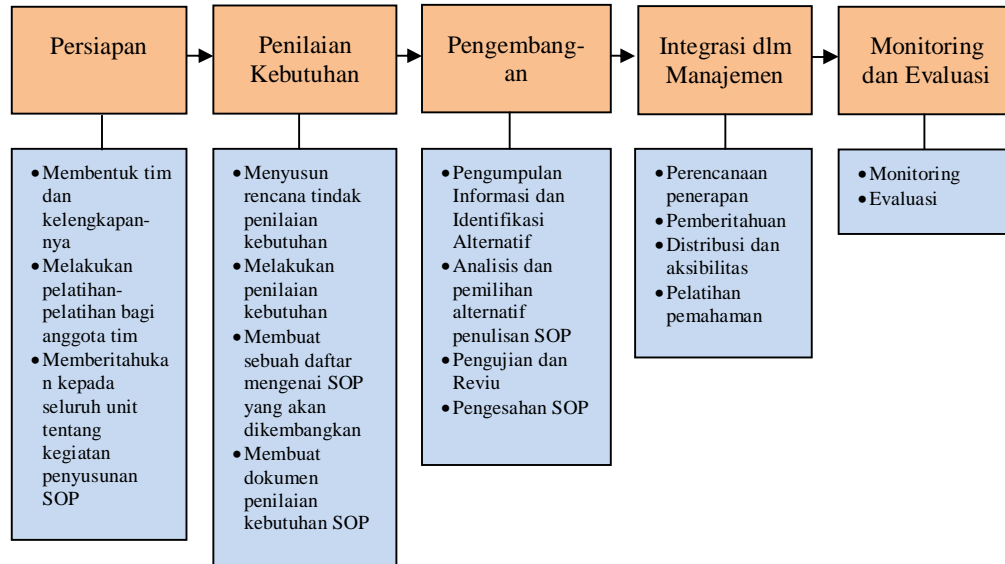 Persiapan
Penilaian
Kebutuhan
Pengembang-
an
Integrasi dlm
Manajemen
Monitoring
dan Evaluasi
• Membentuk tim
dan
kelengkapan-
nya
• Melakukan
pelatihan-
pelatihan bagi
anggota tim
• Memberitahuka
n kepada
seluruh unit
tentang
kegiatan
penyusunan
SOP
• Menyusun
rencana tindak
penilaian
kebutuhan
• Melakukan
penilaian
kebutuhan
• Membuat
sebuah daftar
mengenai SOP
yang akan
dikembangkan
• Membuat
dokumen
penilaian
kebutuhan SOP
• Pengumpulan
Informasi dan
Identifikasi
Alternatif
• Analisis dan
pemilihan
alternatif
penulisan SOP
• Pengujian dan
Reviu
• Pengesahan SOP
• Perencanaan
penerapan
• Pemberitahuan
• Distribusi dan
aksibilitas
• Pelatihan
pemahaman
• Monitoring
• Evaluasi